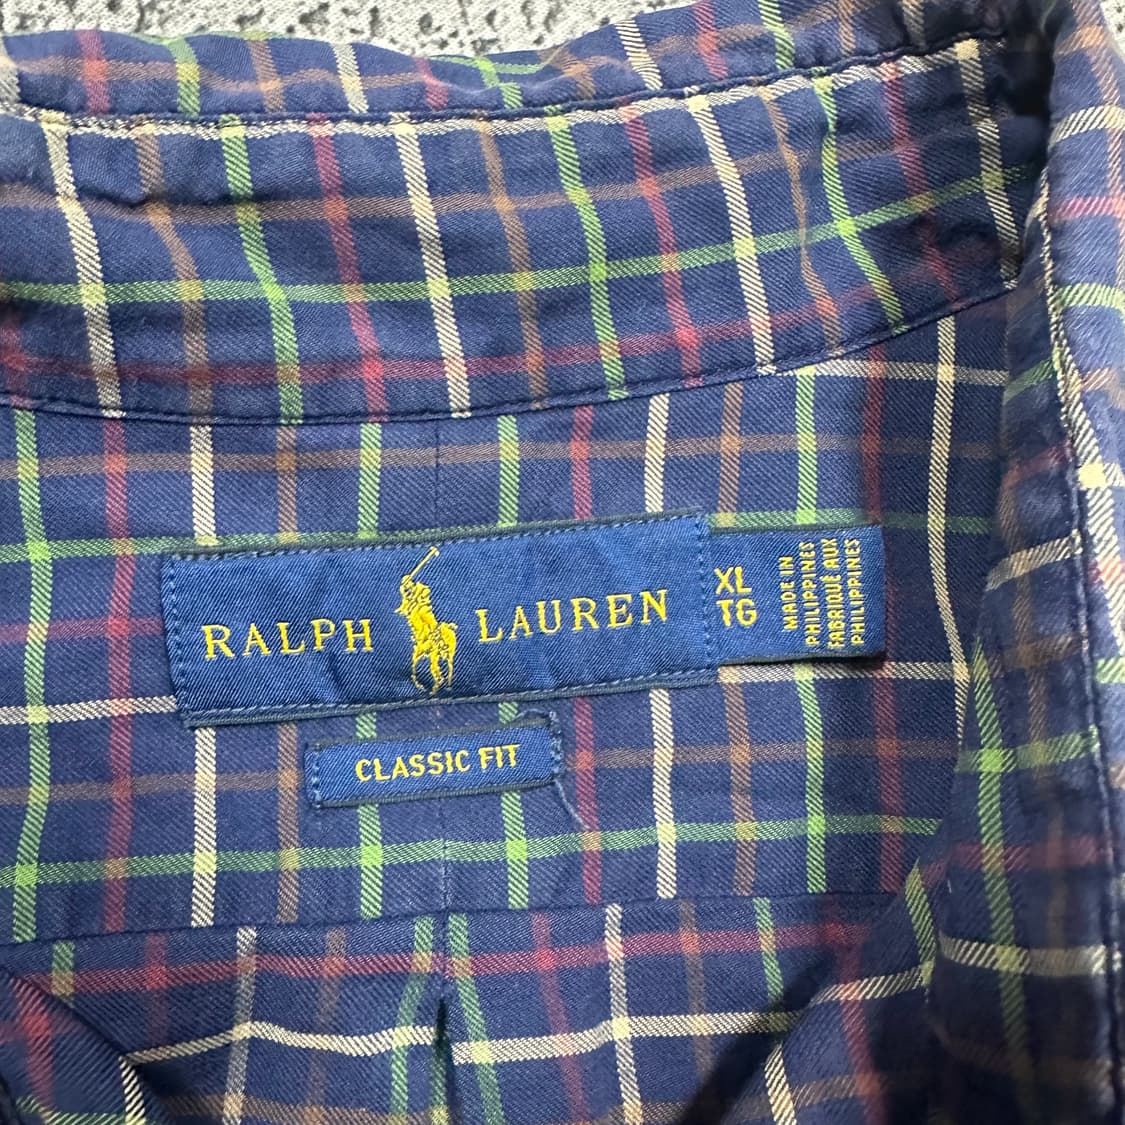 RALPH LAUREN
XL
TG
MADE IN
PHILIPPINES
FABRIQUÉ AUX
PHILIPPINES
CLASSIC FIT